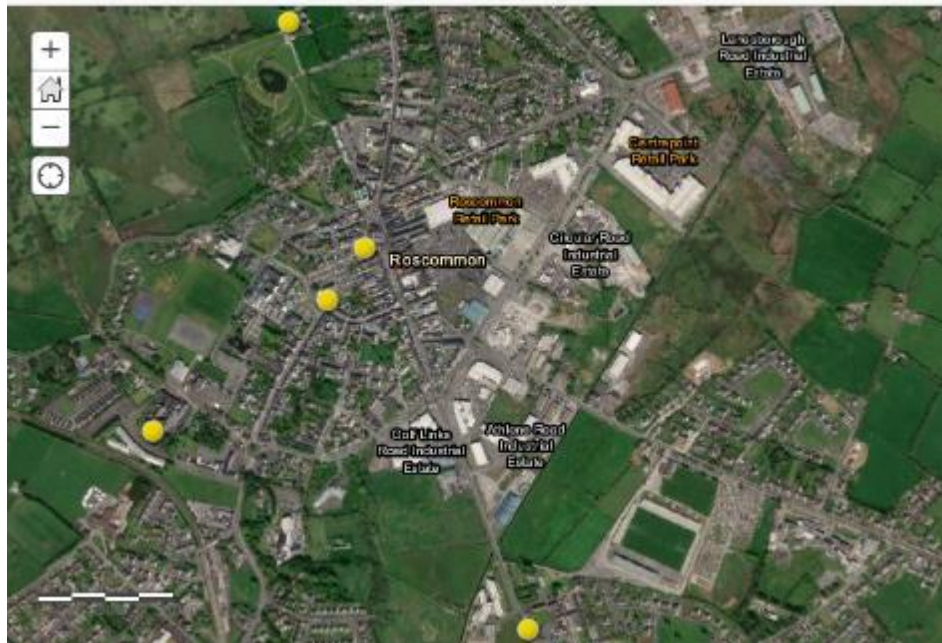 Lanesborough
Road Industrial
Estate
Centrepoint
Retail Park
Roscommon
Retail Park
Circular Road
Industrial
Estate
Roscommon
Golf Links
Road Industrial
Estate
Athlone Road
Industrial
Estate